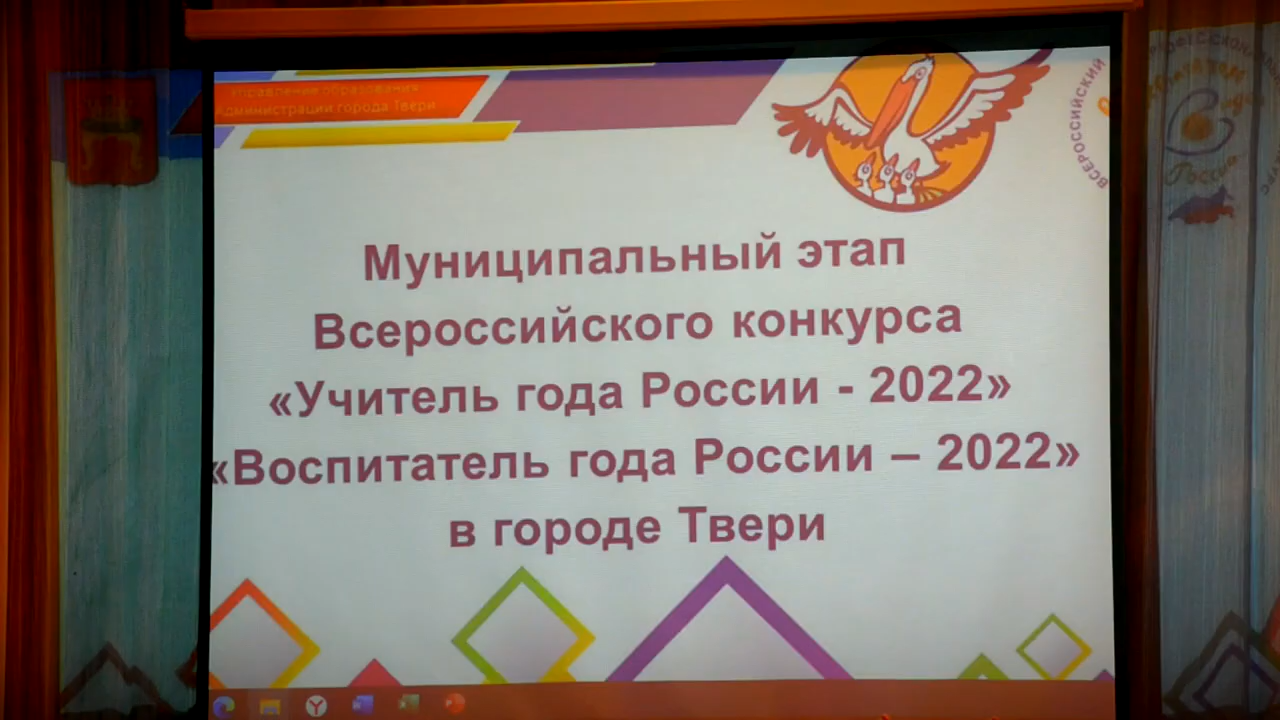 управление образования
администрации города Твери
ВСЕРОССИЙСКИЙ
Муниципальный этап
Всероссийского конкурса
«Учитель года России - 2022»
«Воспитатель года России – 2022»
в городе Твери
России